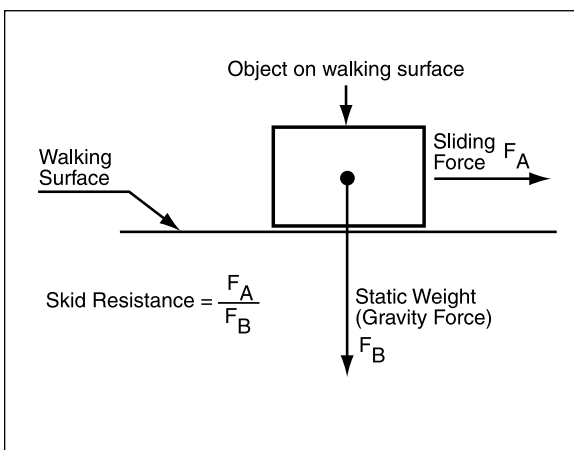 Object on walking surface
Sliding
Force F_A
Walking
Surface
Skid Resistance = F_A / F_B
Static Weight
(Gravity Force)
F_B